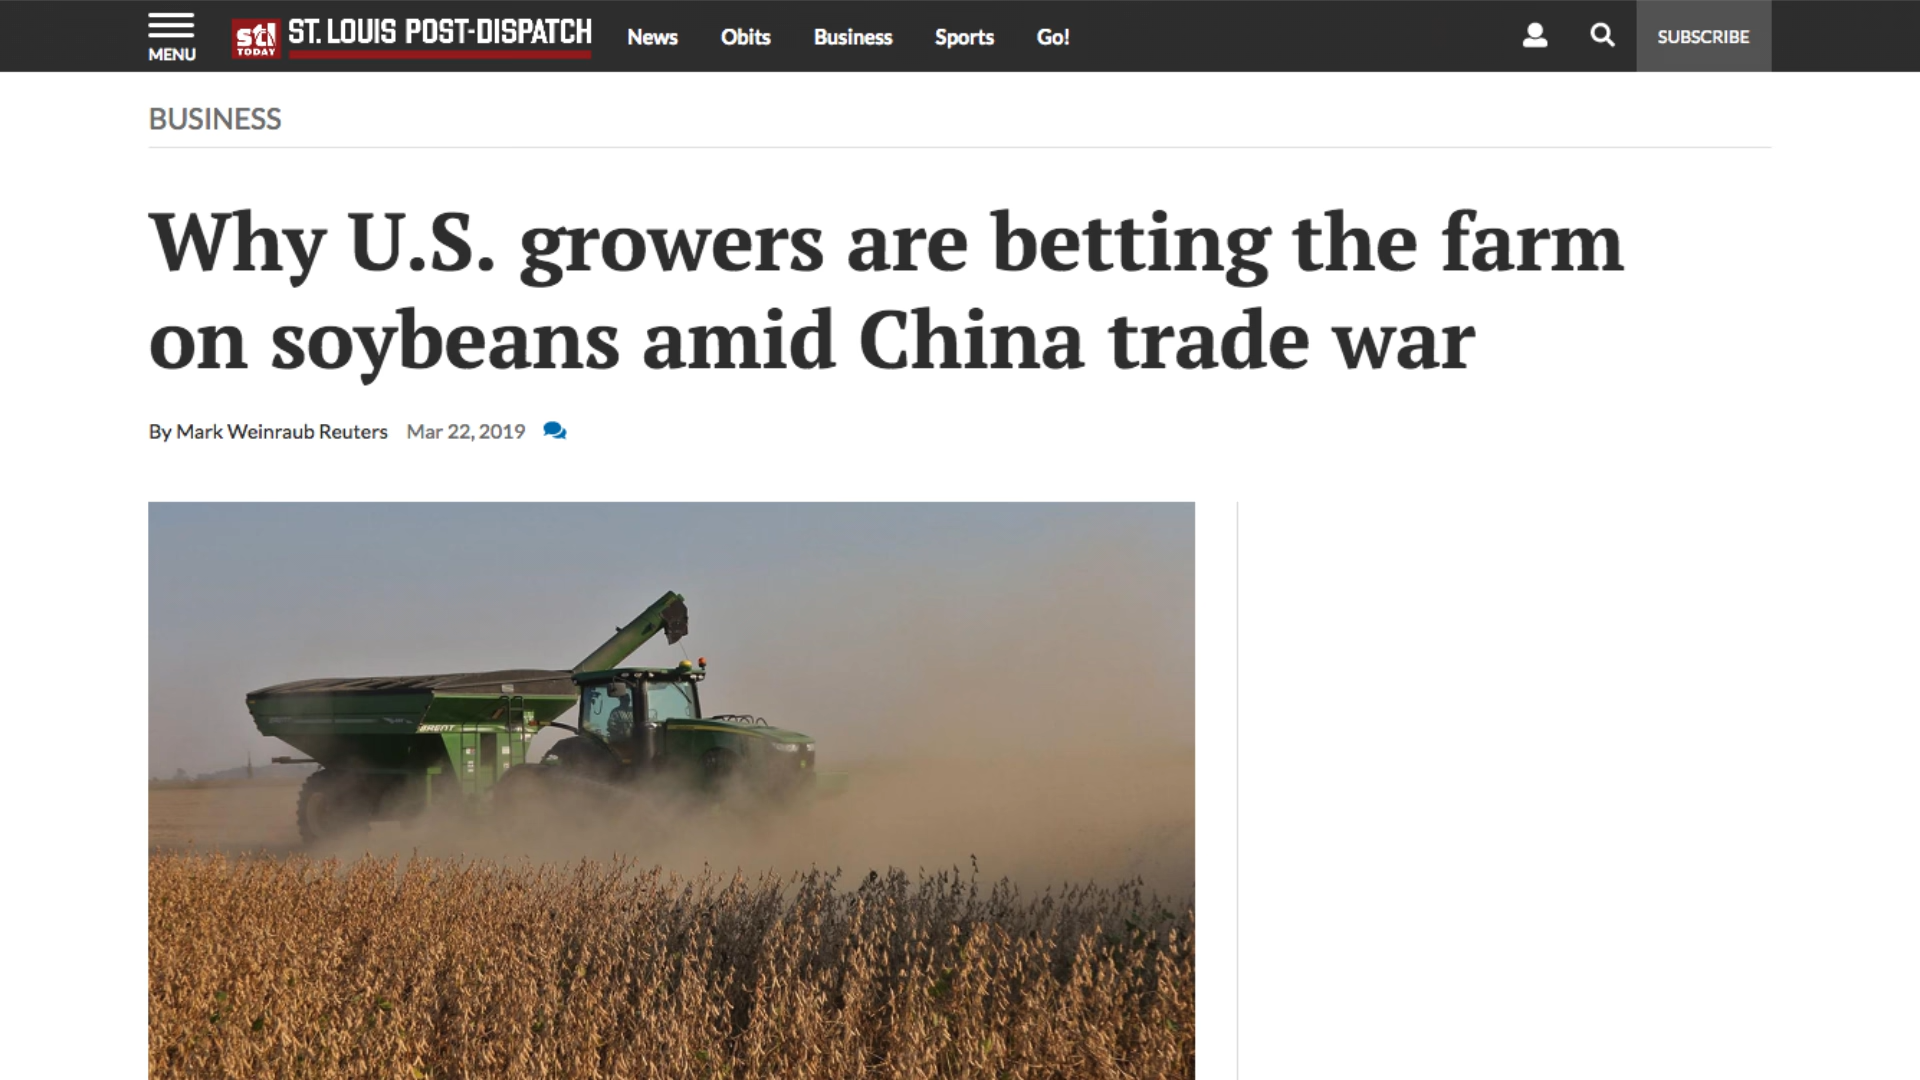 MENU
stl
TODAY
ST. LOUIS POST-DISPATCH
News
Obits
Business
Sports
Go!
SUBSCRIBE
BUSINESS
Why U.S. growers are betting the farm
on soybeans amid China trade war
By Mark Weinraub Reuters Mar 22, 2019
BRENT